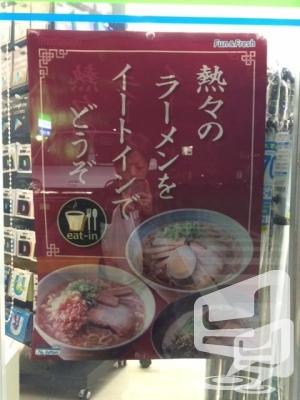 Fun & Fresh
熱々の
ラーメンを
イートインで
どうぞ
eat-in